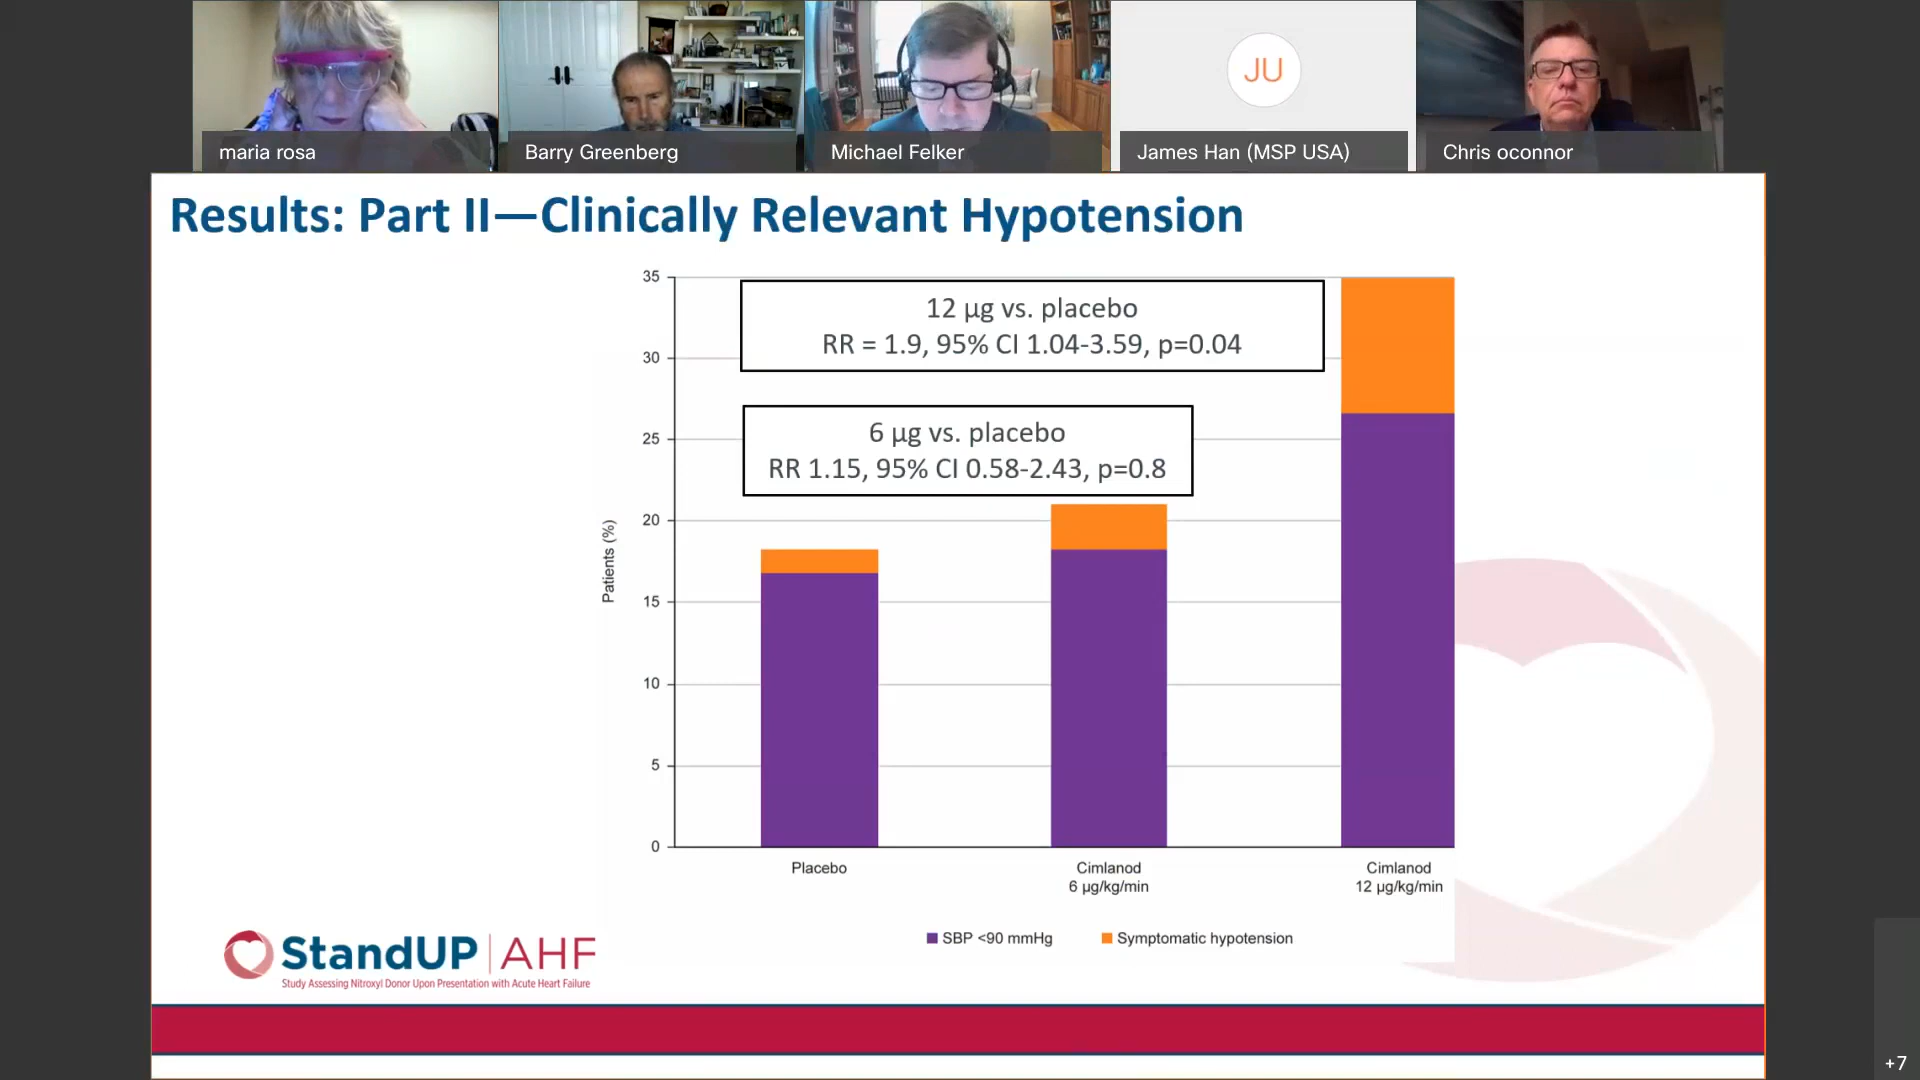 maria rosa
Barry Greenberg
Michael Felker
JU
James Han (MSP USA)
Chris oconnor
Results: Part II—Clinically Relevant Hypotension
35
30
25
20
15
10
5
0
Patients (%)
12 µg vs. placebo
RR = 1.9, 95% CI 1.04-3.59, p=0.04
6 µg vs. placebo
RR 1.15, 95% CI 0.58-2.43, p=0.8
Placebo
Cimlanod
6 µg/kg/min
Cimlanod
12 µg/kg/min
SBP <90 mmHg
Symptomatic hypotension
StandUP AHF
Study Assessing Nitroxyl Donor Upon Presentation with Acute Heart Failure
+7